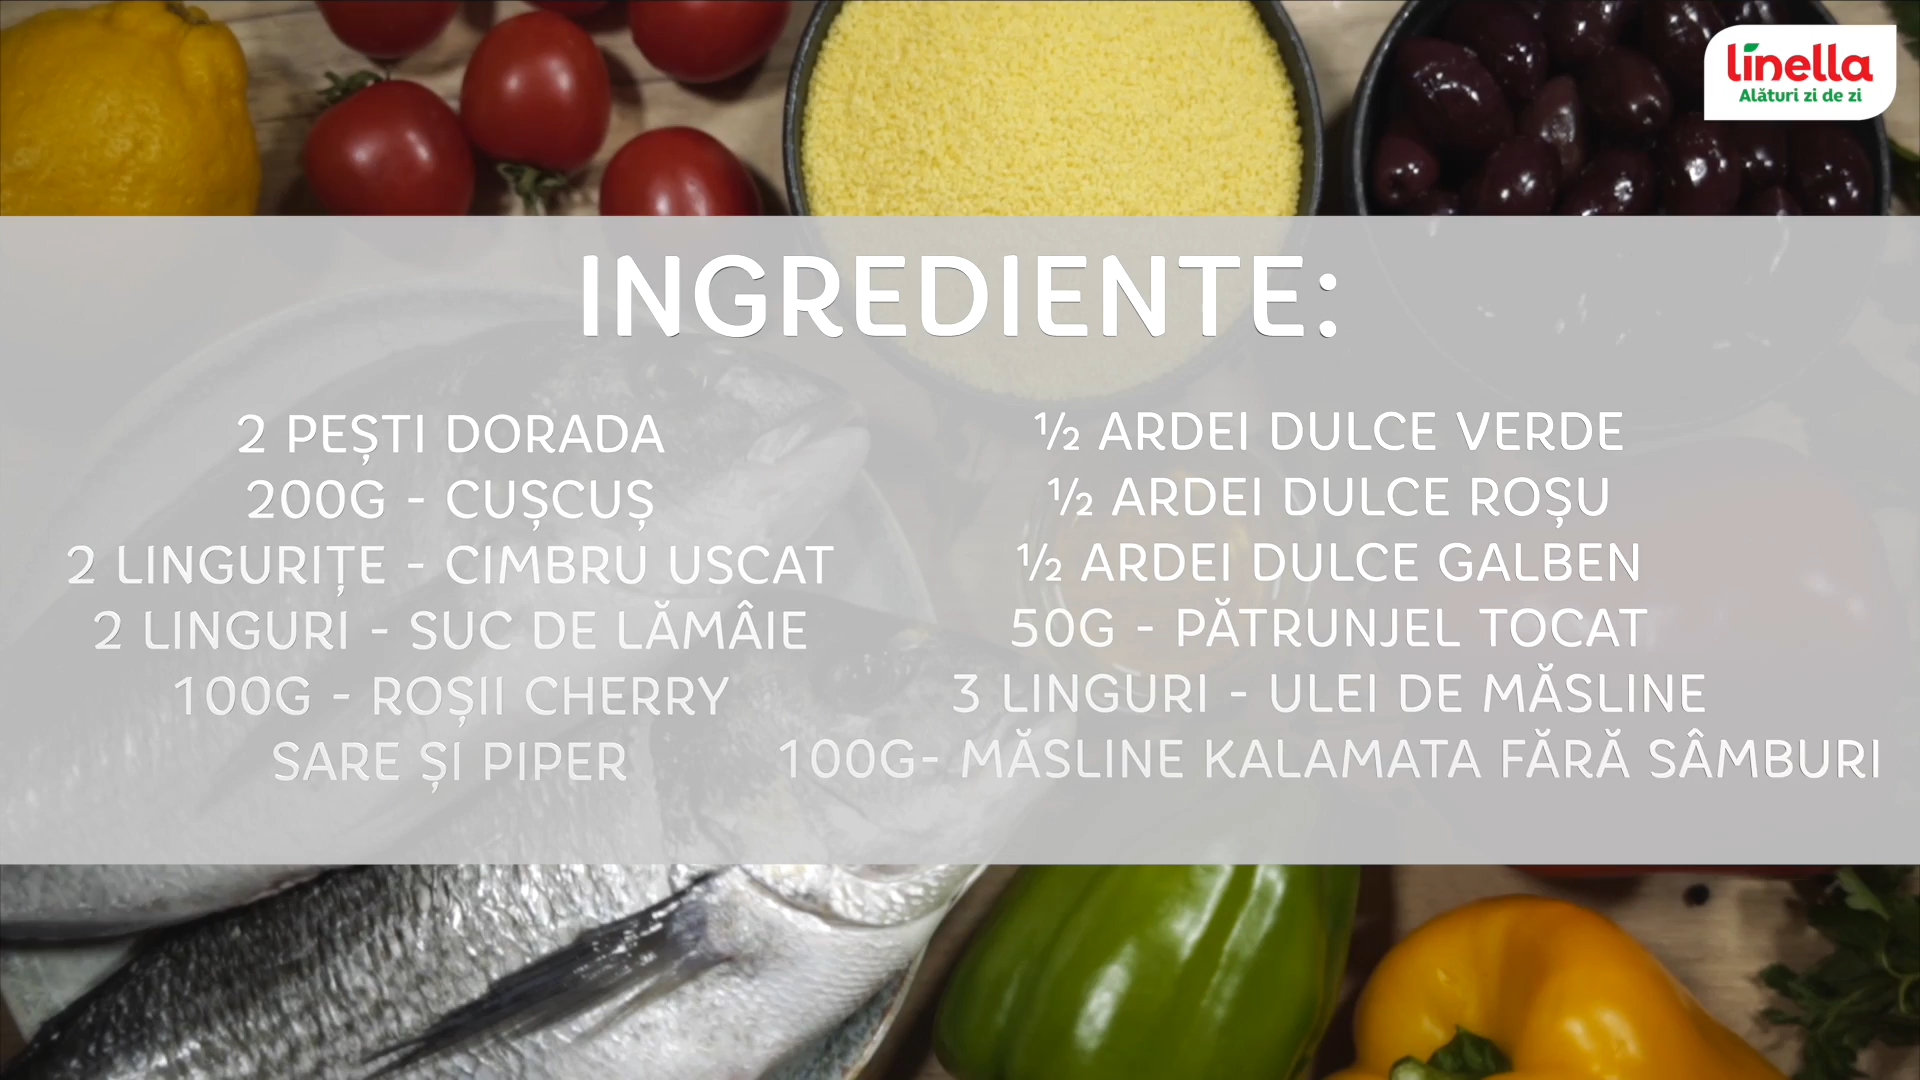 linella
Alături zi de zi
INGREDIENTE:
2 PEȘTI DORADA
200G - CUȘCUȘ
2 LINGURIȚE - CIMBRU USCAT
2 LINGURI - SUC DE LĂMÂIE
100G - ROȘII CHERRY
SARE ȘI PIPER
½ ARDEI DULCE VERDE
½ ARDEI DULCE ROȘU
½ ARDEI DULCE GALBEN
50G - PĂTRUNJEL TOCAT
3 LINGURI - ULEI DE MĂSLINE
100G- MĂSLINE KALAMATA FĂRĂ SÂMBURI